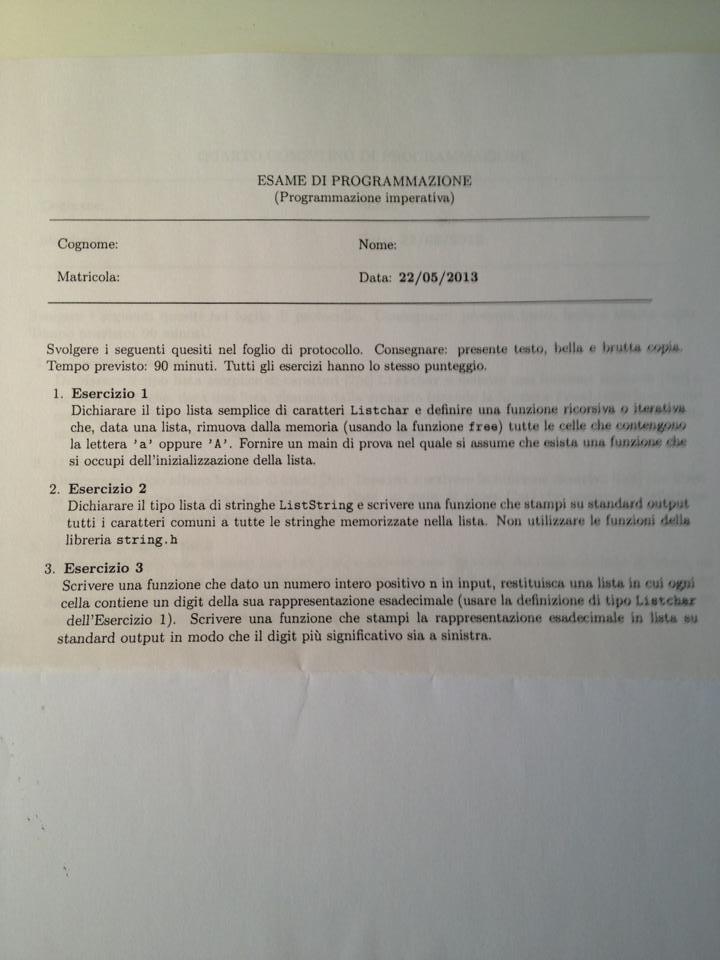 ESAME DI PROGRAMMAZIONE
(Programmazione imperativa)
Cognome: Nome:
Matricola: Data: 22/05/2013
Svolgere i seguenti quesiti nel foglio di protocollo. Consegnare: presente testo, bella e brutta copia.
Tempo previsto: 90 minuti. Tutti gli esercizi hanno lo stesso punteggio.
1. Esercizio 1
Dichiarare il tipo lista semplice di caratteri Listchar e definire una funzione ricorsiva o iterativa
che, data una lista, rimuova dalla memoria (usando la funzione free) tutte le celle che contengono
la lettera 'a' oppure 'A'. Fornire un main di prova nel quale si assume che esista una funzione che
si occupi dell'inizializzazione della lista.
2. Esercizio 2
Dichiarare il tipo lista di stringhe ListString e scrivere una funzione che stampi su standard output
tutti i caratteri comuni a tutte le stringhe memorizzate nella lista. Non utilizzare le funzioni della
libreria string.h
3. Esercizio 3
Scrivere una funzione che dato un numero intero positivo n in input, restituisca una lista in cui ogni
cella contiene un digit della sua rappresentazione esadecimale (usare la definizione di tipo Listchar
dell'Esercizio 1). Scrivere una funzione che stampi la rappresentazione esadecimale in lista su
standard output in modo che il digit più significativo sia a sinistra.